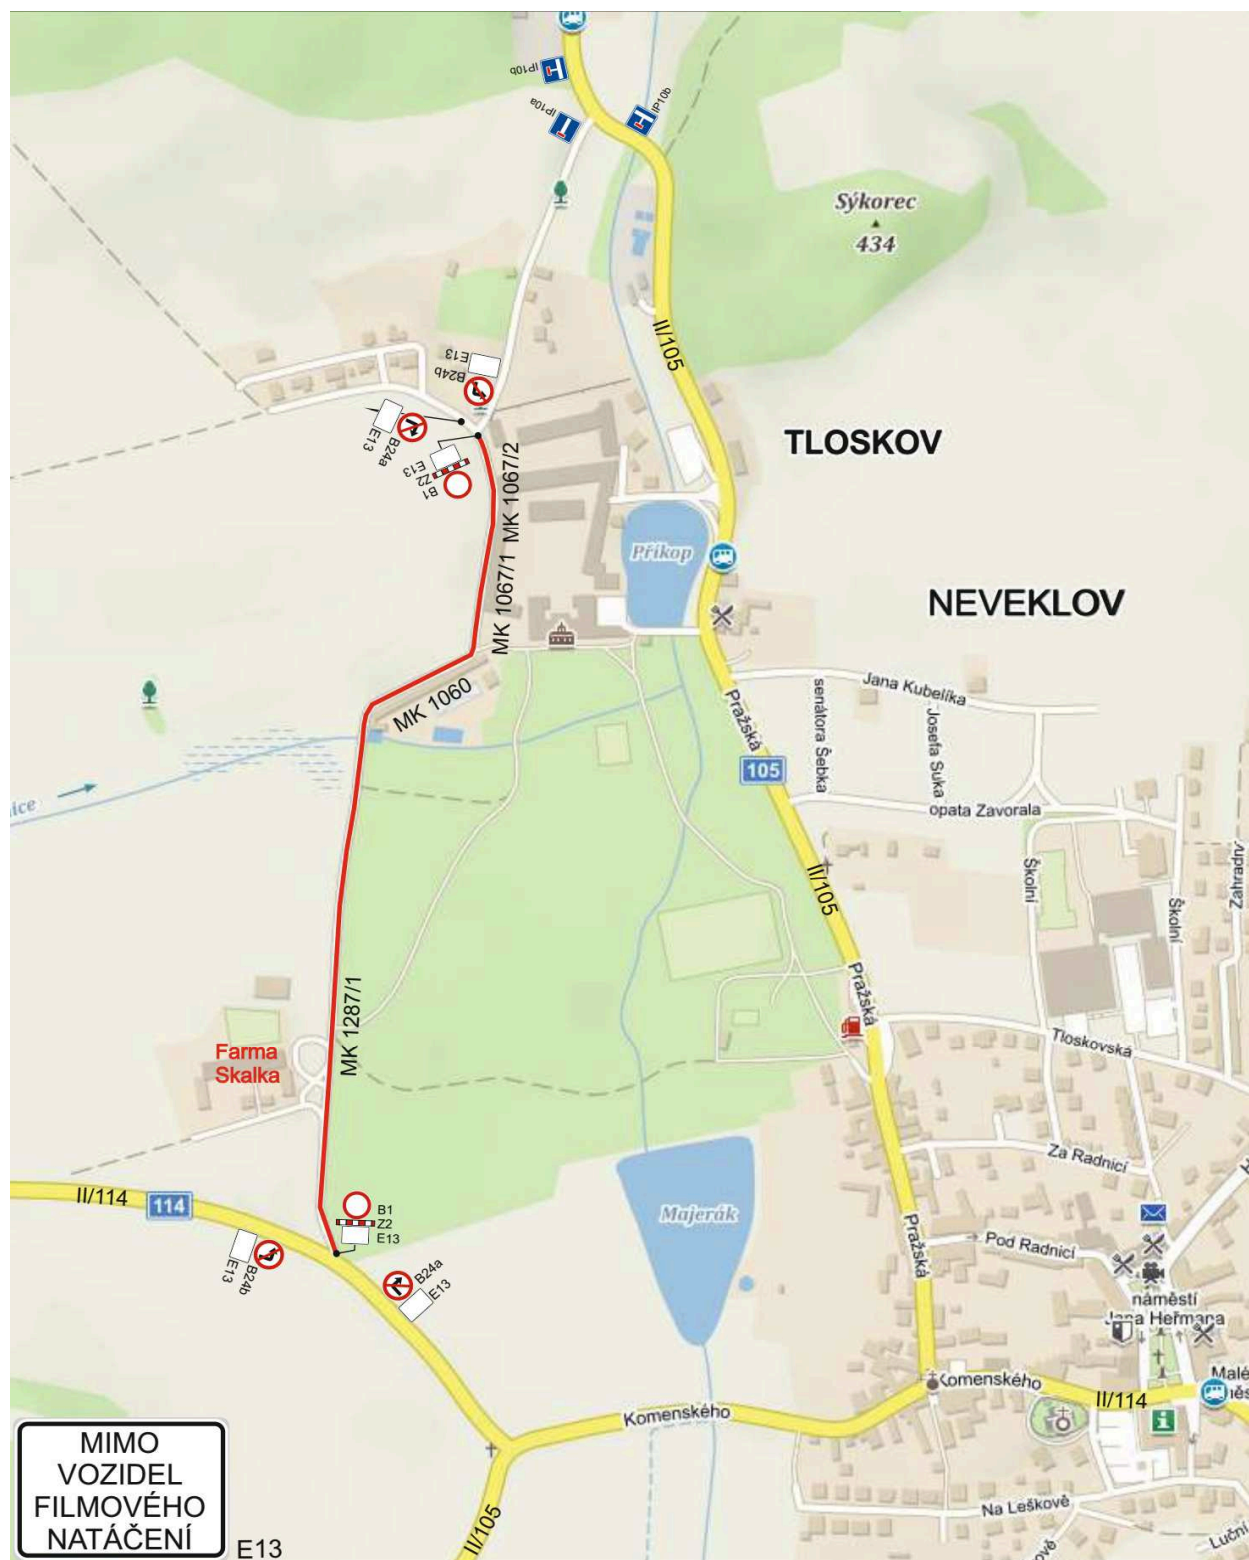 IP10b
IP10a
IP10b
Sýkorec
434
II/105
E13
B24b
E13
B24a
E13
Z2
B1
TLOSKOV
MK 1067/2
MK 1067/1
Příkop
NEVEKLOV
MK 1060
Jana Kubelíka
senátora Šebka
Josefa Suka
Pražská
105
opata Zavorala
II/105
Školní
Školní
Pražská
MK 1287/1
Farma
Skalka
Tloskovská
Za Radnicí
II/114
114
B1
Z2
E13
E13
B24b
B24a
E13
Majerák
Pražská
Pod Radnicí
náměstí
Jana Heřmana
Komenského
Komenského
II/114
Malé
Na Leškově
Luční
II/105
MIMO
VOZIDEL
FILMOVÉHO
NATÁČENÍ
E13